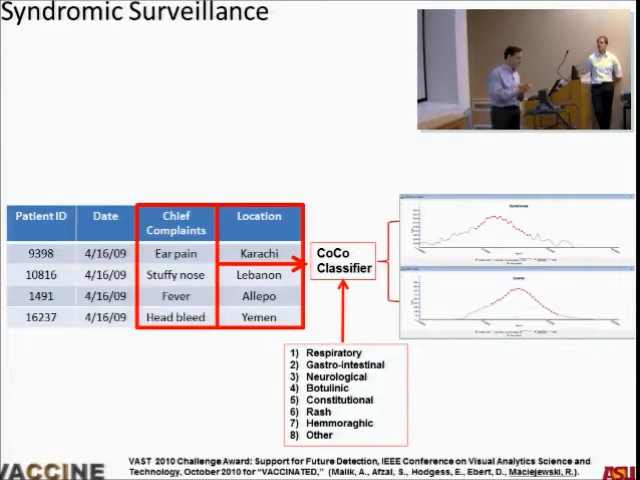 Syndromic Surveillance
Patient ID Date Chief Complaints Location
9398 4/16/09 Ear pain Karachi
10816 4/16/09 Stuffy nose Lebanon
1491 4/16/09 Fever Allepo
16237 4/16/09 Head bleed Yemen
CoCo
Classifier
1) Respiratory
2) Gastro-intestinal
3) Neurological
4) Botulinic
5) Constitutional
6) Rash
7) Hemmoraghic
8) Other
VACCINE
VAST 2010 Challenge Award: Support for Future Detection, IEEE Conference on Visual Analytics Science and
Technology, October 2010 for "VACCINATED," (Malik, A., Afzal, S., Hodgess, E., Ebert, D., Maciejewski, R.).
ASU